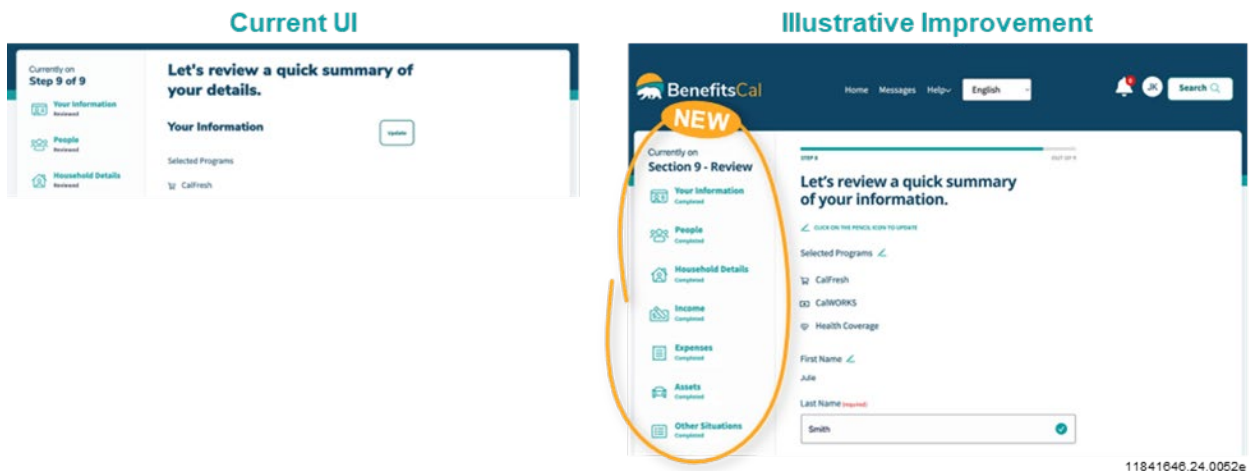 Current UI
Illustrative Improvement
Currently on
Step 9 of 9
Your Information
Reviewed
People
Reviewed
Household Details
Reviewed
Let's review a quick summary of
your details.
Your Information
Update
Selected Programs
CalFresh
BenefitsCal
Home Messages Help
English
JK
Search
NEW
Currently on
Section 9 - Review
Your Information
Completed
People
Completed
Household Details
Completed
Income
Completed
Expenses
Completed
Assets
Completed
Other Situations
Completed
STEP 8
OUT OF 9
Let's review a quick summary
of your information.
CLICK ON THE PENCIL ICON TO UPDATE
Selected Programs
CalFresh
CalWORKS
Health Coverage
First Name
Julie
Last Name (required)
Smith
11841646.24.0052e